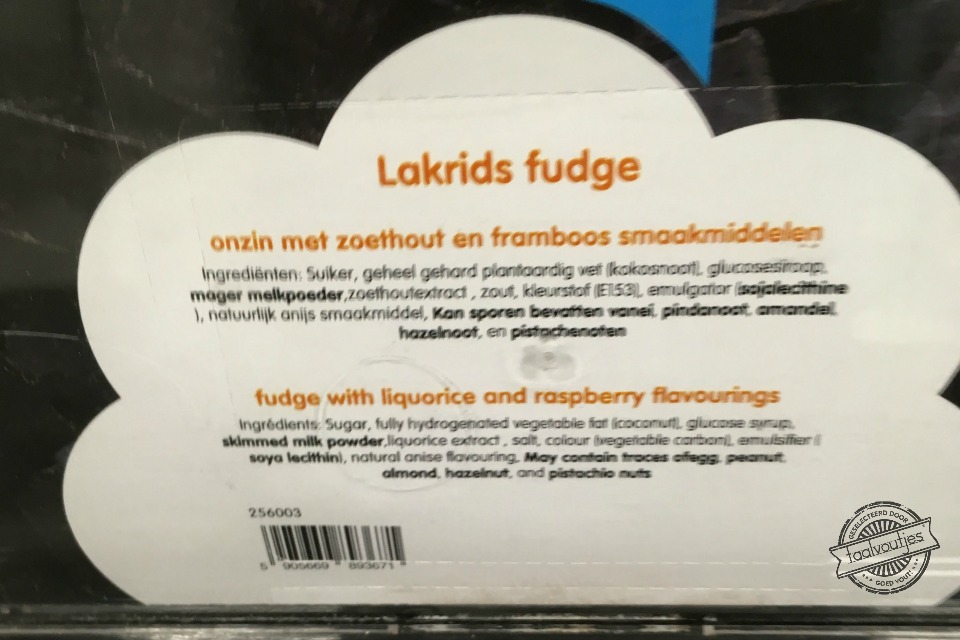 Lakrids fudge
onzin met zoethout en framboos smaakmiddelen
Ingrediënten: Suiker, geheel gehard plantaardig vet (kokosnoot), glucosesiroop,
mager melkpoeder,zoethoutextract , zout, kleurstof (E153), emulgator (sojalecithine
), natuurlijk anijs smaakmiddel, Kan sporen bevatten vanei, pindanoot, amandel,
hazelnoot, en pistachenoten
fudge with liquorice and raspberry flavourings
Ingrédients: Sugar, fully hydrogenated vegetable fat (coconut), glucose syrup,
skimmed milk powder,liquorice extract , salt, colour (vegetable carbon), emulsifier (
soya lecithin), natural anise flavouring, May contain traces ofegg, peanut,
almond, hazelnut, and pistachio nuts
256003
5 905669 893671
GESELECTEERD DOOR
taalvoutjes
GOED VOUT!